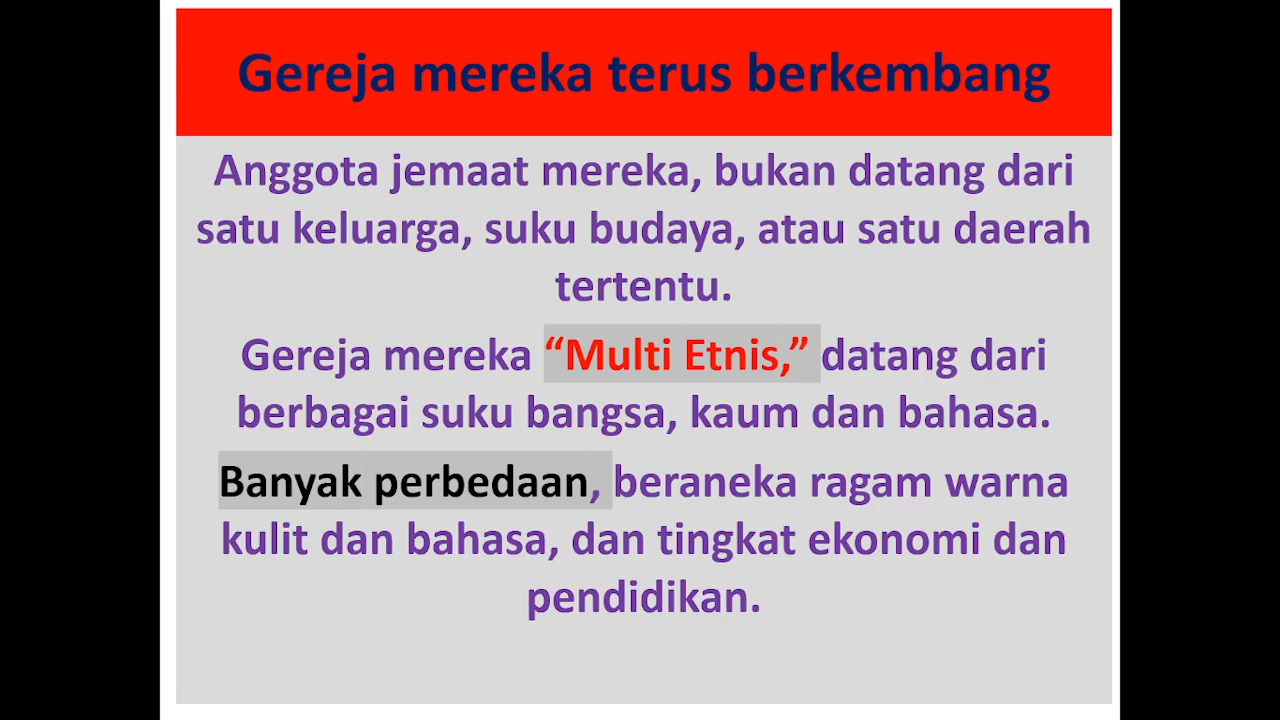 Gereja mereka terus berkembang
Anggota jemaat mereka, bukan datang dari
satu keluarga, suku budaya, atau satu daerah
tertentu.
Gereja mereka “Multi Etnis,” datang dari
berbagai suku bangsa, kaum dan bahasa.
Banyak perbedaan, beraneka ragam warna
kulit dan bahasa, dan tingkat ekonomi dan
pendidikan.